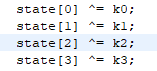 state[0] ^= k0;
state[1] ^= k1;
state[2] ^= k2;
state[3] ^= k3;